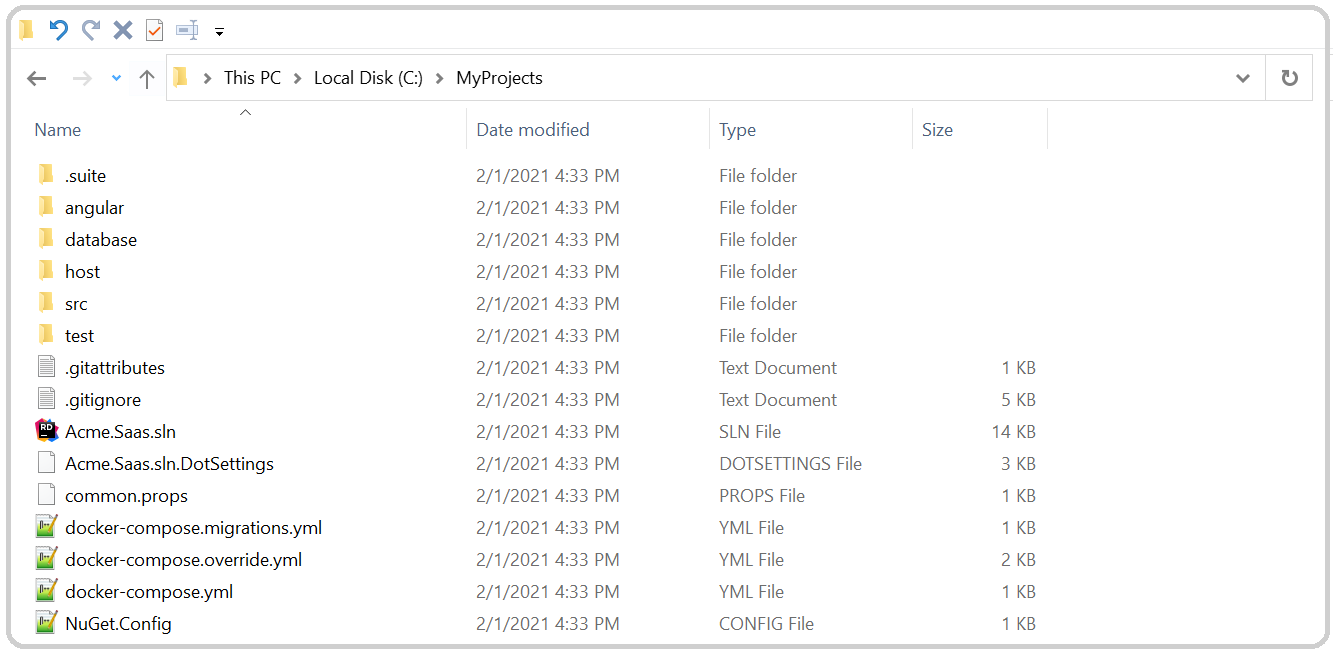 This PC > Local Disk (C:) > MyProjects
Name Date modified Type Size
.suite 2/1/2021 4:33 PM File folder
angular 2/1/2021 4:33 PM File folder
database 2/1/2021 4:33 PM File folder
host 2/1/2021 4:33 PM File folder
src 2/1/2021 4:33 PM File folder
test 2/1/2021 4:33 PM File folder
.gitattributes 2/1/2021 4:33 PM Text Document 1 KB
.gitignore 2/1/2021 4:33 PM Text Document 5 KB
RD Acme.Saas.sln 2/1/2021 4:33 PM SLN File 14 KB
Acme.Saas.sln.DotSettings 2/1/2021 4:33 PM DOTSETTINGS File 3 KB
common.props 2/1/2021 4:33 PM PROPS File 1 KB
docker-compose.migrations.yml 2/1/2021 4:33 PM YML File 1 KB
docker-compose.override.yml 2/1/2021 4:33 PM YML File 2 KB
docker-compose.yml 2/1/2021 4:33 PM YML File 1 KB
NuGet.Config 2/1/2021 4:33 PM CONFIG File 1 KB